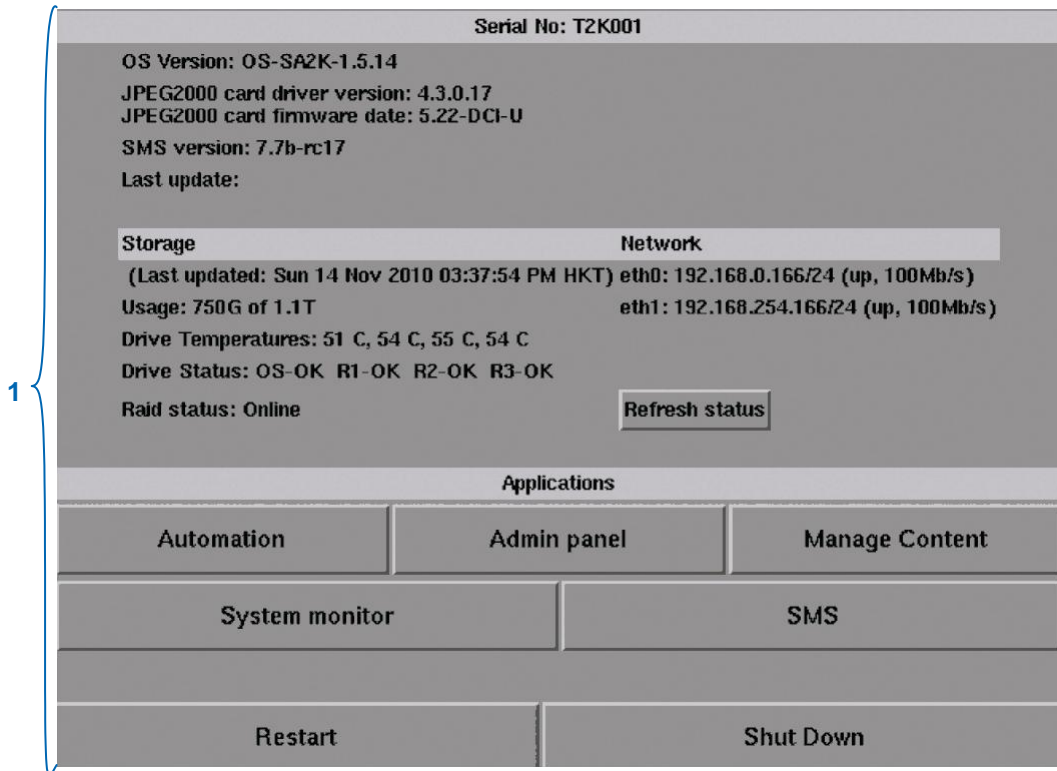 Serial No: T2K001
OS Version: OS-SA2K-1.5.14
JPEG2000 card driver version: 4.3.0.17
JPEG2000 card firmware date: 5.22-DCI-U
SMS version: 7.7b-rc17
Last update:
Storage Network
(Last updated: Sun 14 Nov 2010 03:37:54 PM HKT) eth0: 192.168.0.166/24 (up, 100Mb/s)
Usage: 750G of 1.1T eth1: 192.168.254.166/24 (up, 100Mb/s)
Drive Temperatures: 51 C, 54 C, 55 C, 54 C
Drive Status: OS-OK R1-OK R2-OK R3-OK
1
Raid status: Online Refresh status
Applications
Automation Admin panel Manage Content
System monitor SMS
Restart Shut Down